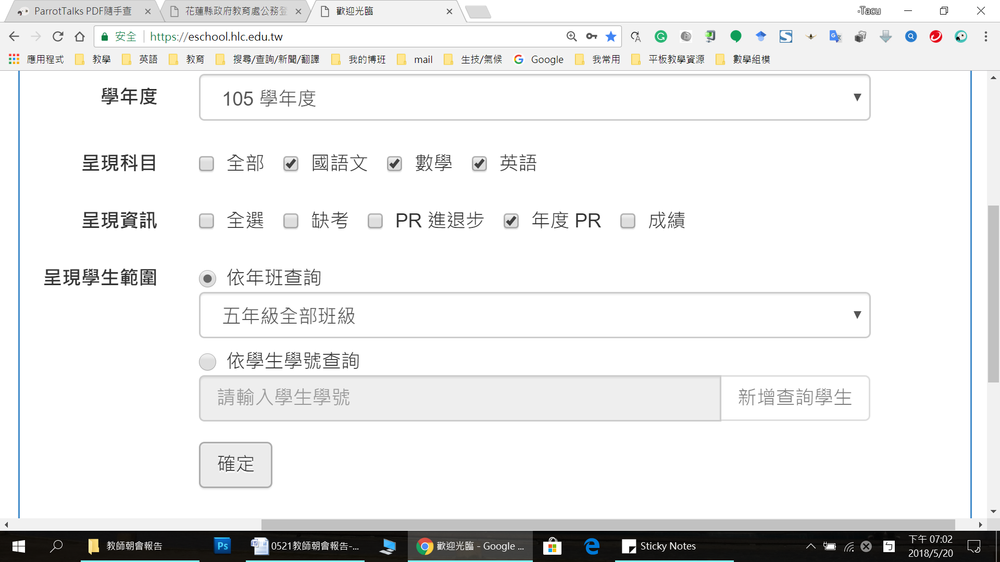 ParrotTalks PDF隨手查
花蓮縣政府教育處公務登
歡迎光臨
Tacu
安全 https://eschool.hlc.edu.tw
應用程式 教學 英語 教育 搜尋/查詢/新聞/翻譯 我的博班 mail 生技/氣候 Google 我常用 平板教學資源 數學組模
學年度 105 學年度
呈現科目 全部 國語文 數學 英語
呈現資訊 全選 缺考 PR 進退步 年度 PR 成績
呈現學生範圍 依年班查詢
五年級全部班級
依學生學號查詢
請輸入學生學號 新增查詢學生
確定
教師朝會報告 Ps 0521教師朝會報告-... 歡迎光臨 - Google ... Sticky Notes ㄅ 下午 07:02
2018/5/20